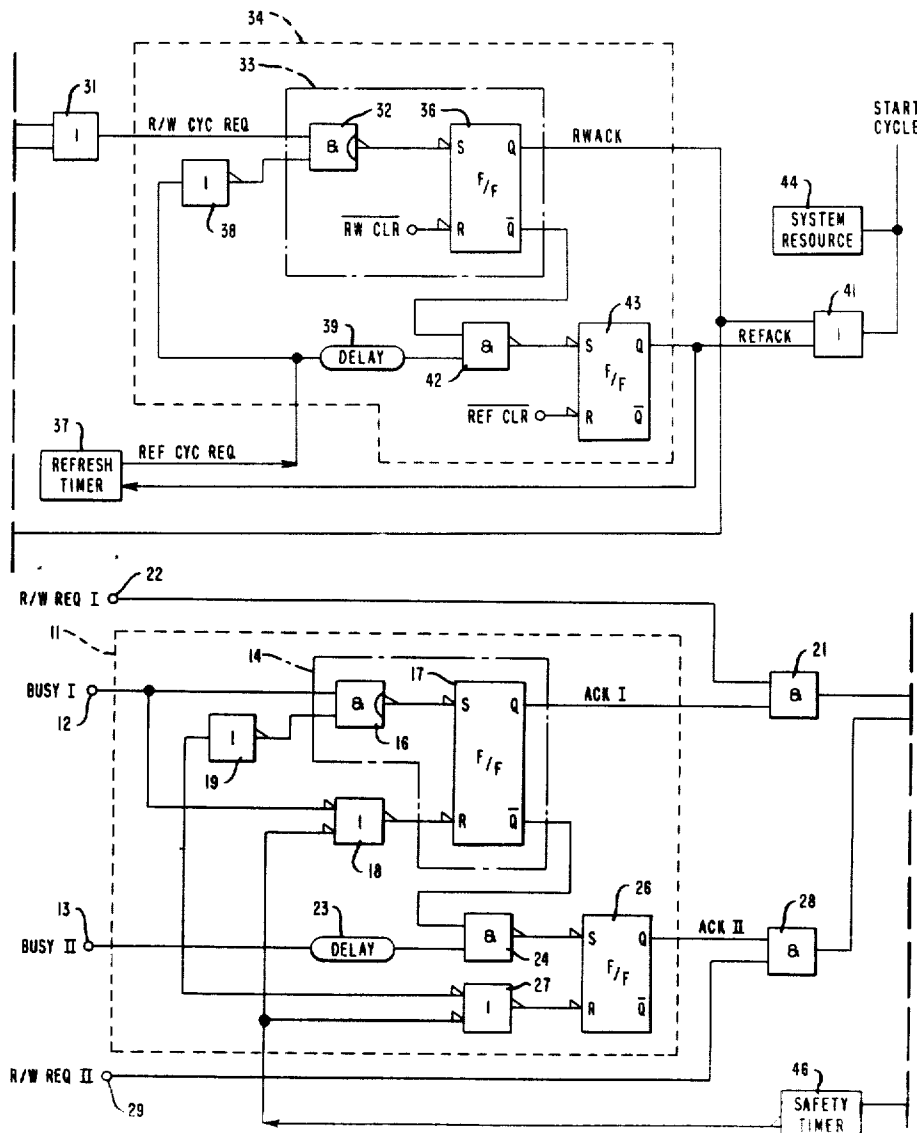 34
33
31
R/W CYC REQ
32
36
&
S
Q
RWACK
START
CYCLE
I
I
38
F/F
44
SYSTEM
RESOURCE
RW CLR
R
Q
39
DELAY
&
42
43
S
Q
F/F
REFACK
41
I
REF CLR
R
Q
37
REFRESH
TIMER
REF CYC REQ
R/W REQ I
22
11
14
17
21
&
BUSY I
12
&
16
S
Q
ACK I
I
19
F/F
I
18
R
Q
13
BUSY II
23
DELAY
&
24
26
S
Q
F/F
ACK II
28
&
27
I
R
Q
R/W REQ II
29
46
SAFETY
TIMER